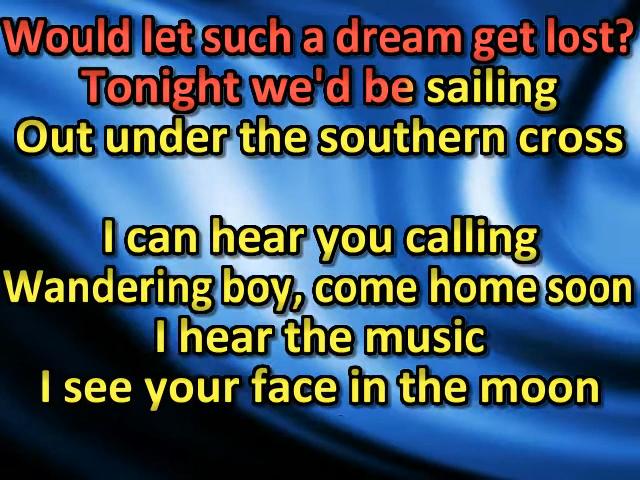 Would let such a dream get lost?
Tonight we'd be sailing
Out under the southern cross
I can hear you calling
Wandering boy, come home soon
I hear the music
I see your face in the moon